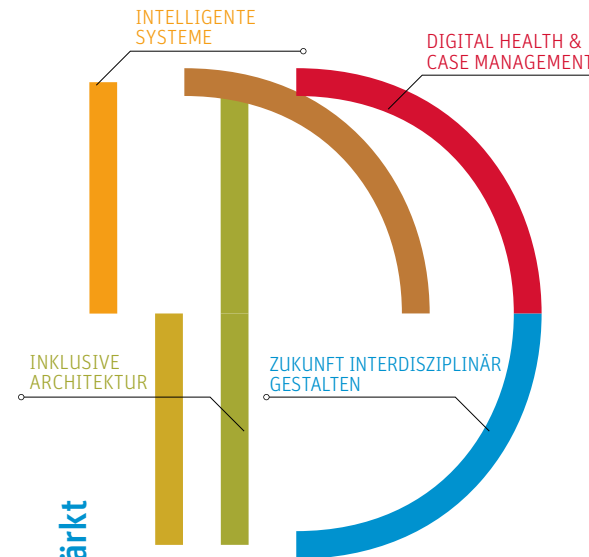 INTELLIGENTE
SYSTEME
DIGITAL HEALTH &
CASE MANAGEMENT
INKLUSIVE
ARCHITEKTUR
ZUKUNFT INTERDISZIPLINÄR
GESTALTEN
ärkt